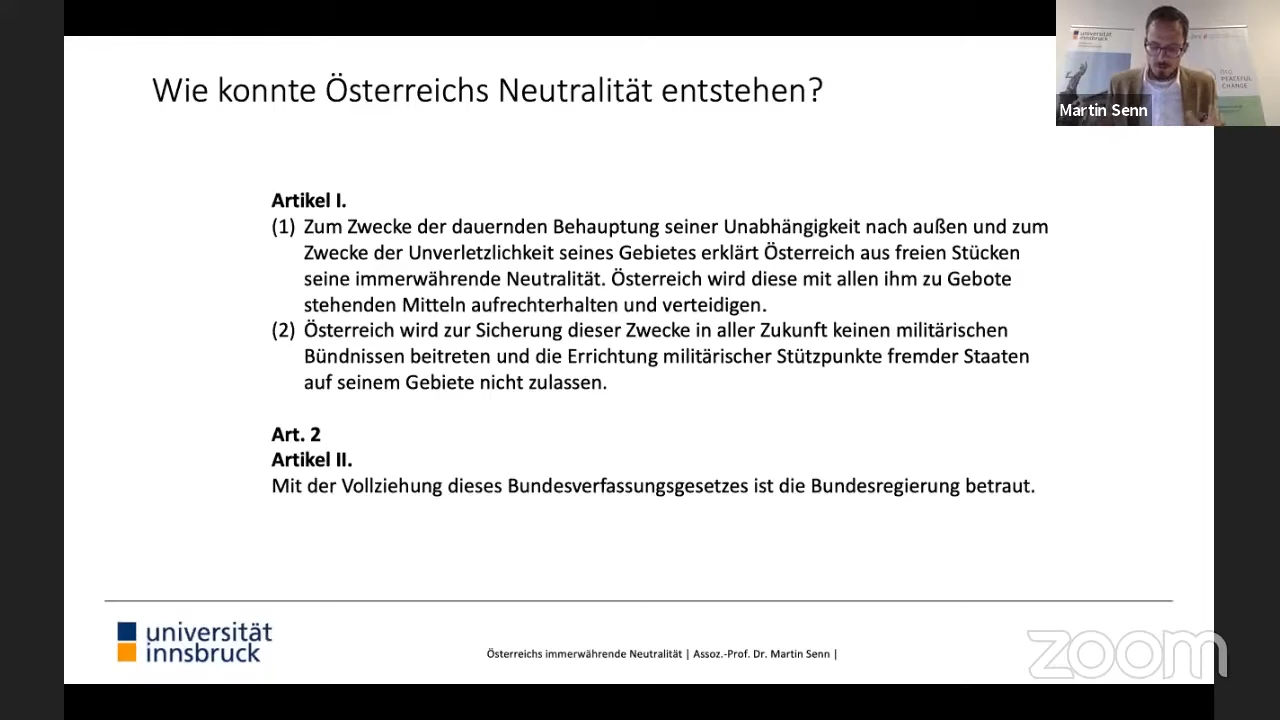 Wie konnte Österreichs Neutralität entstehen?
universität
innsbruck
PEACEFUL
CHANGE
Martin Senn
Artikel I.
(1) Zum Zwecke der dauernden Behauptung seiner Unabhängigkeit nach außen und zum
Zwecke der Unverletzlichkeit seines Gebietes erklärt Österreich aus freien Stücken
seine immerwährende Neutralität. Österreich wird diese mit allen ihm zu Gebote
stehenden Mitteln aufrechterhalten und verteidigen.
(2) Österreich wird zur Sicherung dieser Zwecke in aller Zukunft keinen militärischen
Bündnissen beitreten und die Errichtung militärischer Stützpunkte fremder Staaten
auf seinem Gebiete nicht zulassen.
Art. 2
Artikel II.
Mit der Vollziehung dieses Bundesverfassungsgesetzes ist die Bundesregierung betraut.
universität
innsbruck
Österreichs immerwährende Neutralität | Assoz.-Prof. Dr. Martin Senn |
zoom